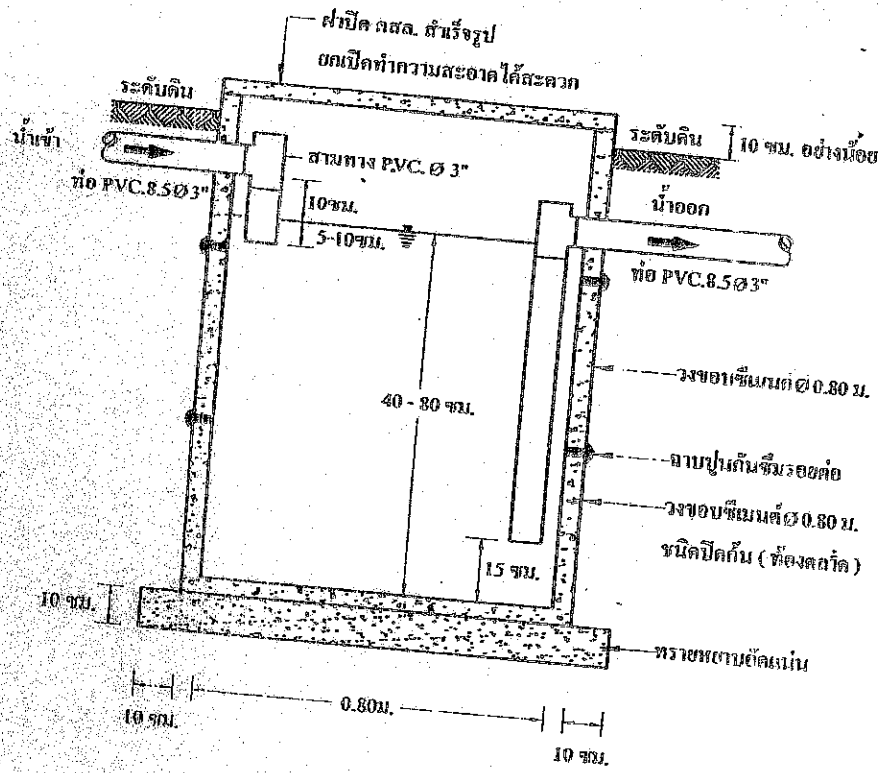 ฝาปิด คสล. สำเร็จรูป
ยกเปิดทำความสะอาดได้สะดวก
ระดับดิน
น้ำเข้า
ท่อ PVC.8.5Ø3"
สามทาง P.V.C. Ø 3"
10ซม.
5-10ซม.
ระดับดิน
10 ซม. อย่างน้อย
น้ำออก
ท่อ PVC.8.5Ø3"
40 - 80 ซม.
วงขอบซีเมนต์Ø0.80 ม.
ฉาบปูนกันซึมรอยต่อ
วงขอบซีเมนต์Ø0.80 ม.
ชนิดปิดก้น ( ท้องตลาด )
15 ซม.
10 ซม.
ทรายหยาบอัดแน่น
10 ซม.
0.80ม.
10 ซม.